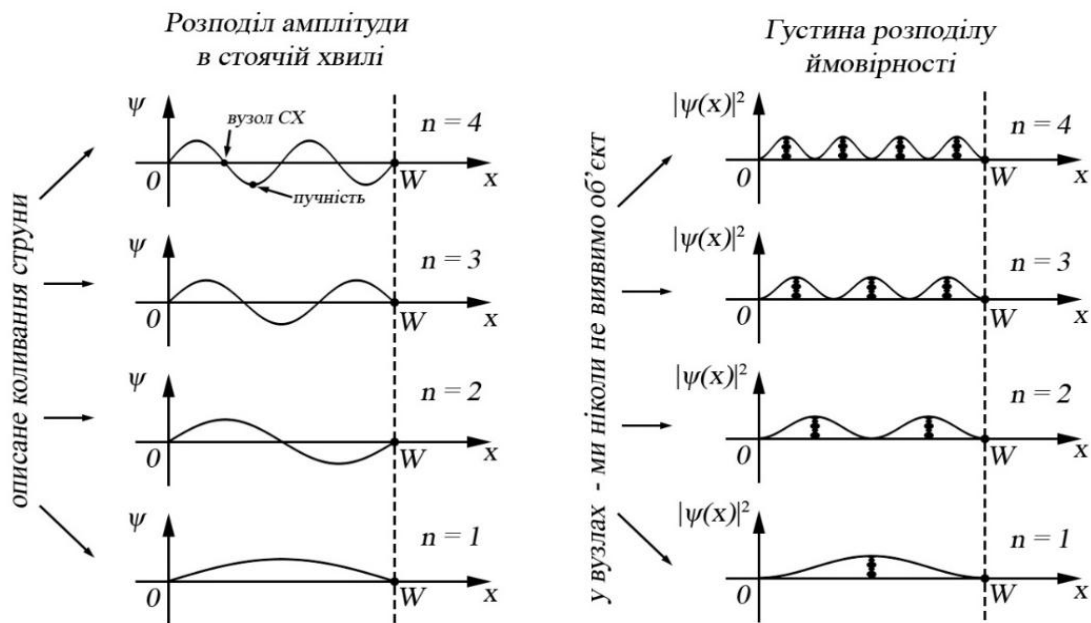 Розподіл амплітуди
в стоячій хвилі
описане коливання струни
ψ
вузол СХ
n = 4
0
пучність
W
x
ψ
n = 3
0
W
x
ψ
n = 2
0
W
x
ψ
n = 1
0
W
x
Густина розподілу
ймовірності
у вузлах - ми ніколи не виявимо об’єкт
|ψ(x)|²
n = 4
0
W
x
|ψ(x)|²
n = 3
0
W
x
|ψ(x)|²
n = 2
0
W
x
|ψ(x)|²
n = 1
0
W
x